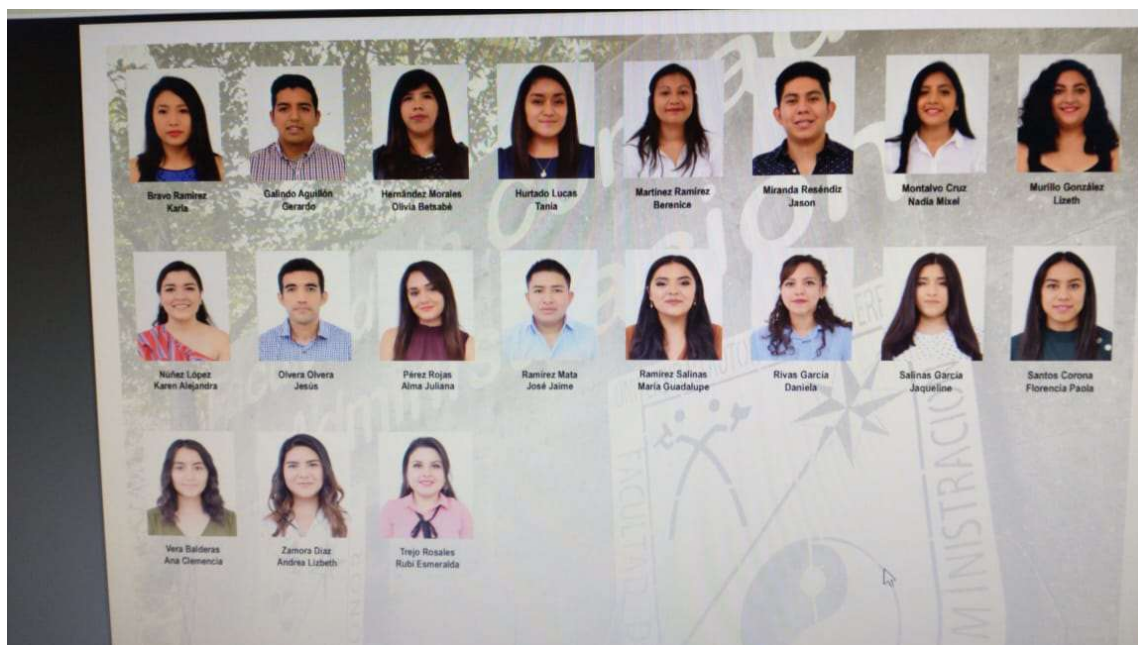 Bravo Ramírez
Karla
Galindo Aguillón
Gerardo
Hernández Morales
Olivia Betsabé
Hurtado Lucas
Tania
Martínez Ramírez
Berenice
Miranda Reséndiz
Jason
Montalvo Cruz
Nadia Mixel
Murillo González
Lizeth
Núñez López
Karen Alejandra
Olvera Olvera
Jesús
Pérez Rojas
Alma Juliana
Ramírez Mata
José Jaime
Ramírez Salinas
María Guadalupe
Rivas García
Daniela
Salinas García
Jaqueline
Santos Corona
Florencia Paola
Vera Balderas
Ana Clemencia
Zamora Díaz
Andrea Lizbeth
Trejo Rosales
Rubí Esmeralda
FACULTAD D
MINISTRACIO